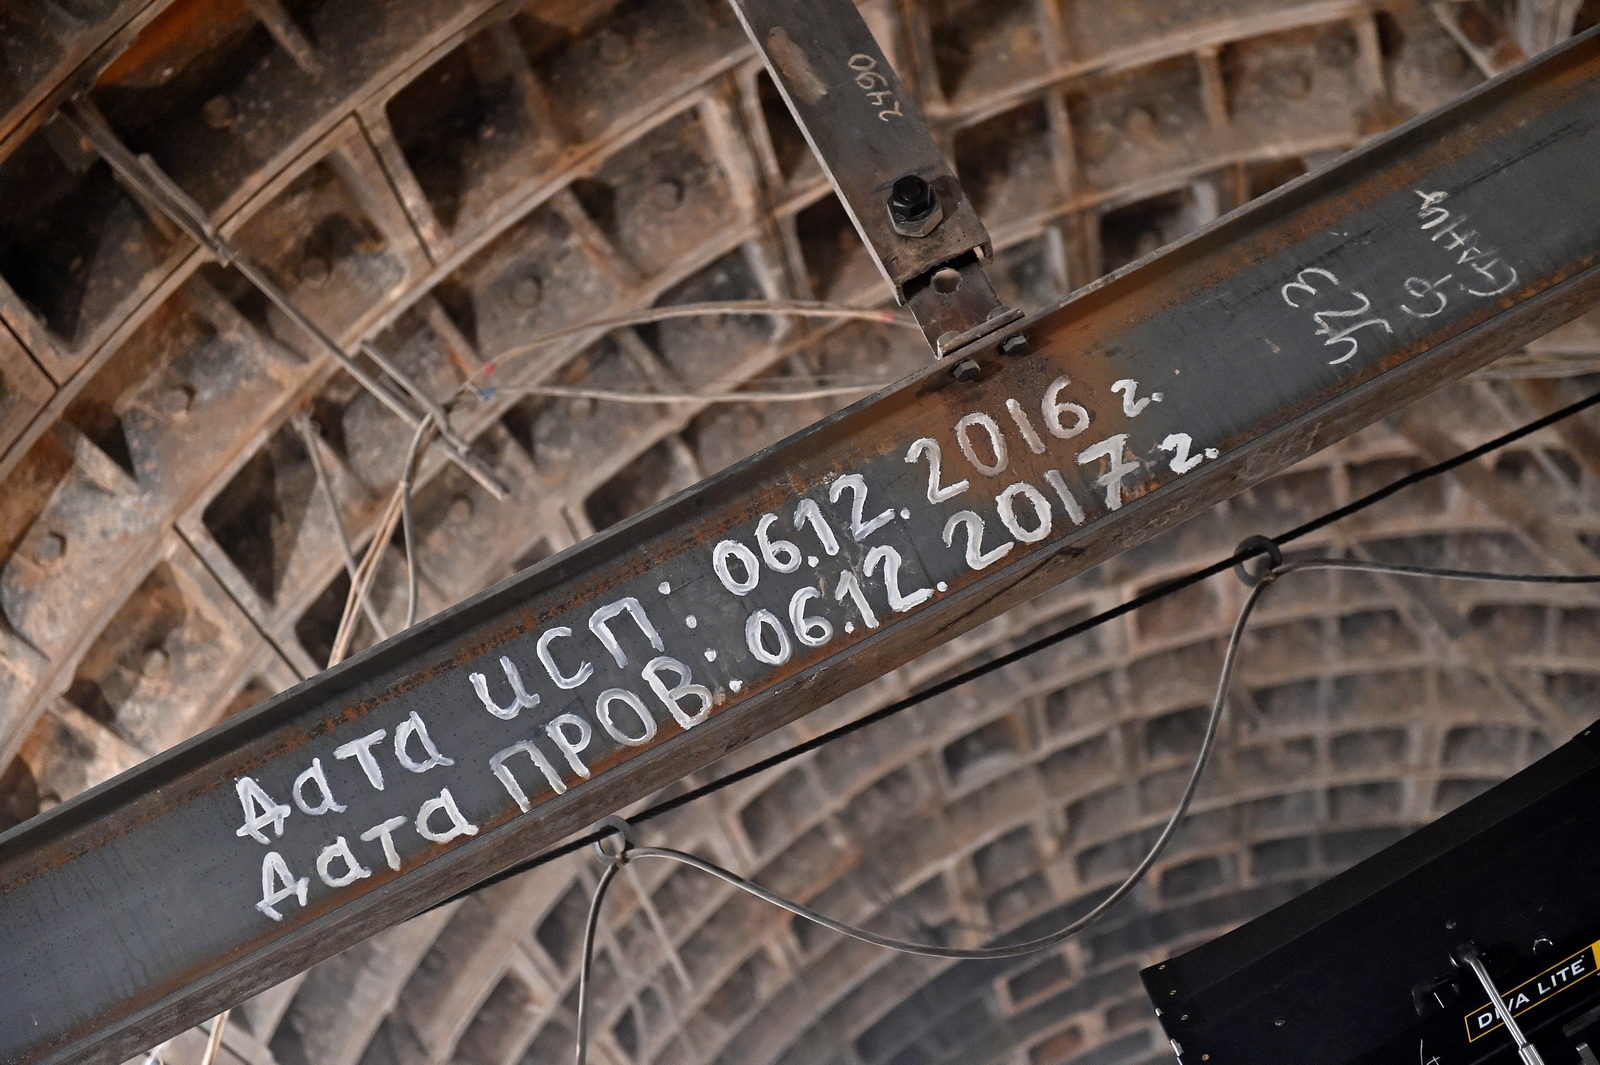 2490
Дата исп: 06.12.2016 г.
Дата пров.: 06.12.2017 г.
DIVA LITE